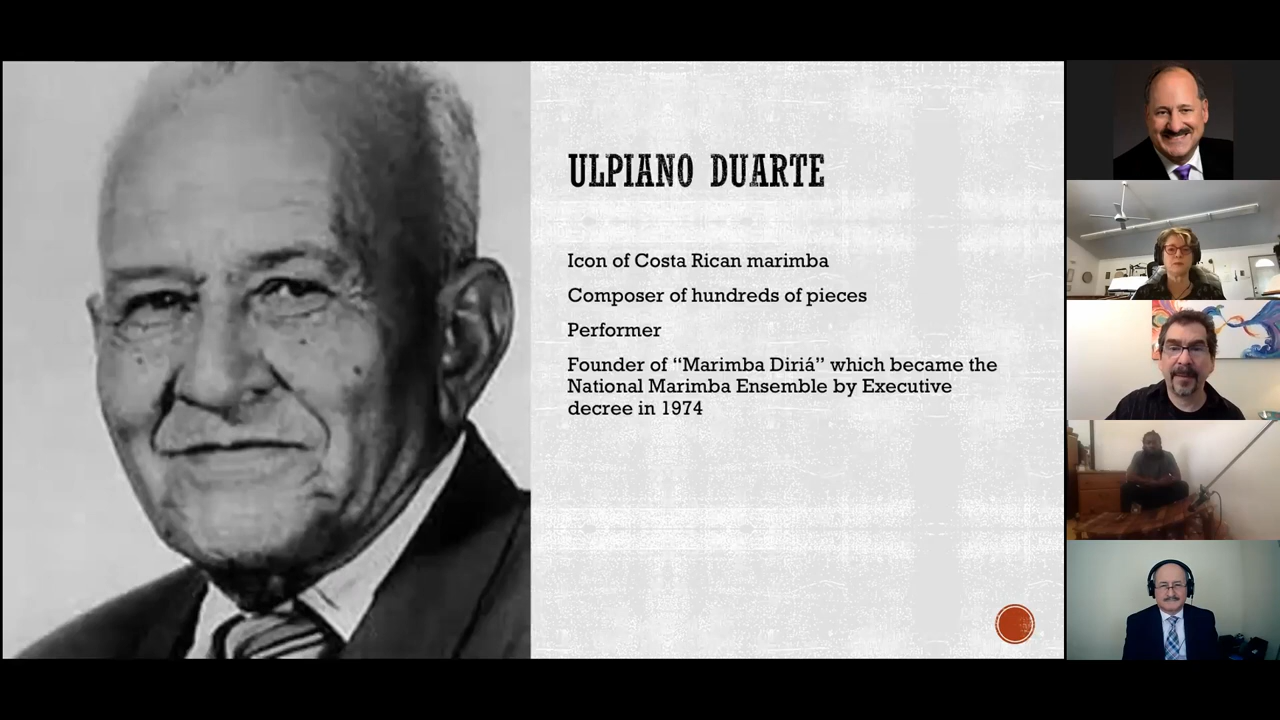 ULPIANO DUARTE
Icon of Costa Rican marimba
Composer of hundreds of pieces
Performer
Founder of “Marimba Diriá” which became the
National Marimba Ensemble by Executive
decree in 1974